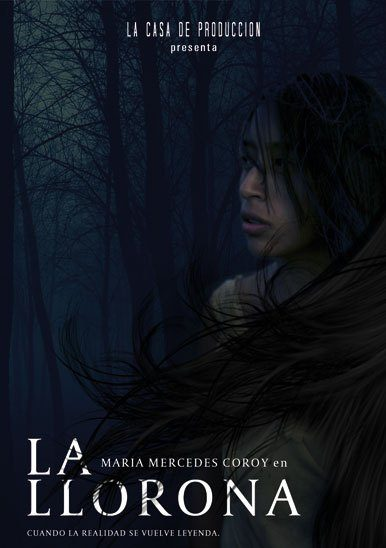 LA CASA DE PRODUCCION
presenta
MARIA MERCEDES COROY en
LA
LLORONA
CUANDO LA REALIDAD SE VUELVE LEYENDA.